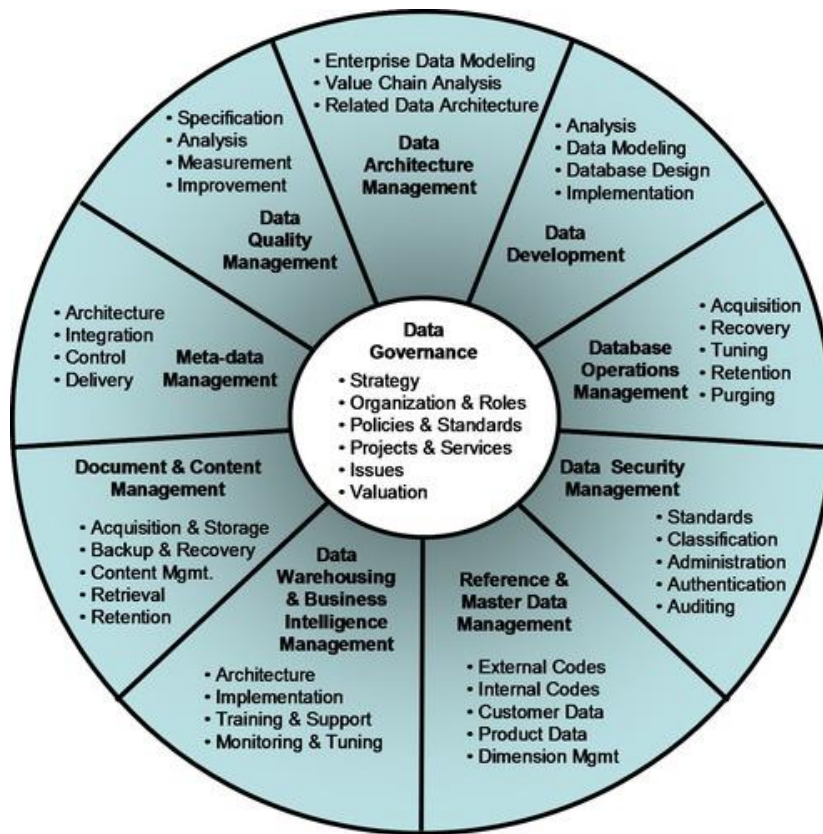 • Enterprise Data Modeling
• Value Chain Analysis
• Related Data Architecture
Data
Architecture
Management
• Analysis
• Data Modeling
• Database Design
• Implementation
Data
Development
• Acquisition
• Recovery
• Tuning
• Retention
• Purging
Database
Operations
Management
Data Security
Management
• Standards
• Classification
• Administration
• Authentication
• Auditing
Reference &
Master Data
Management
• External Codes
• Internal Codes
• Customer Data
• Product Data
• Dimension Mgmt
Data
Warehousing
& Business
Intelligence
Management
• Architecture
• Implementation
• Training & Support
• Monitoring & Tuning
Document & Content
Management
• Acquisition & Storage
• Backup & Recovery
• Content Mgmt.
• Retrieval
• Retention
• Architecture
• Integration
• Control
• Delivery
Meta-data
Management
• Specification
• Analysis
• Measurement
• Improvement
Data
Quality
Management
Data
Governance
• Strategy
• Organization & Roles
• Policies & Standards
• Projects & Services
• Issues
• Valuation